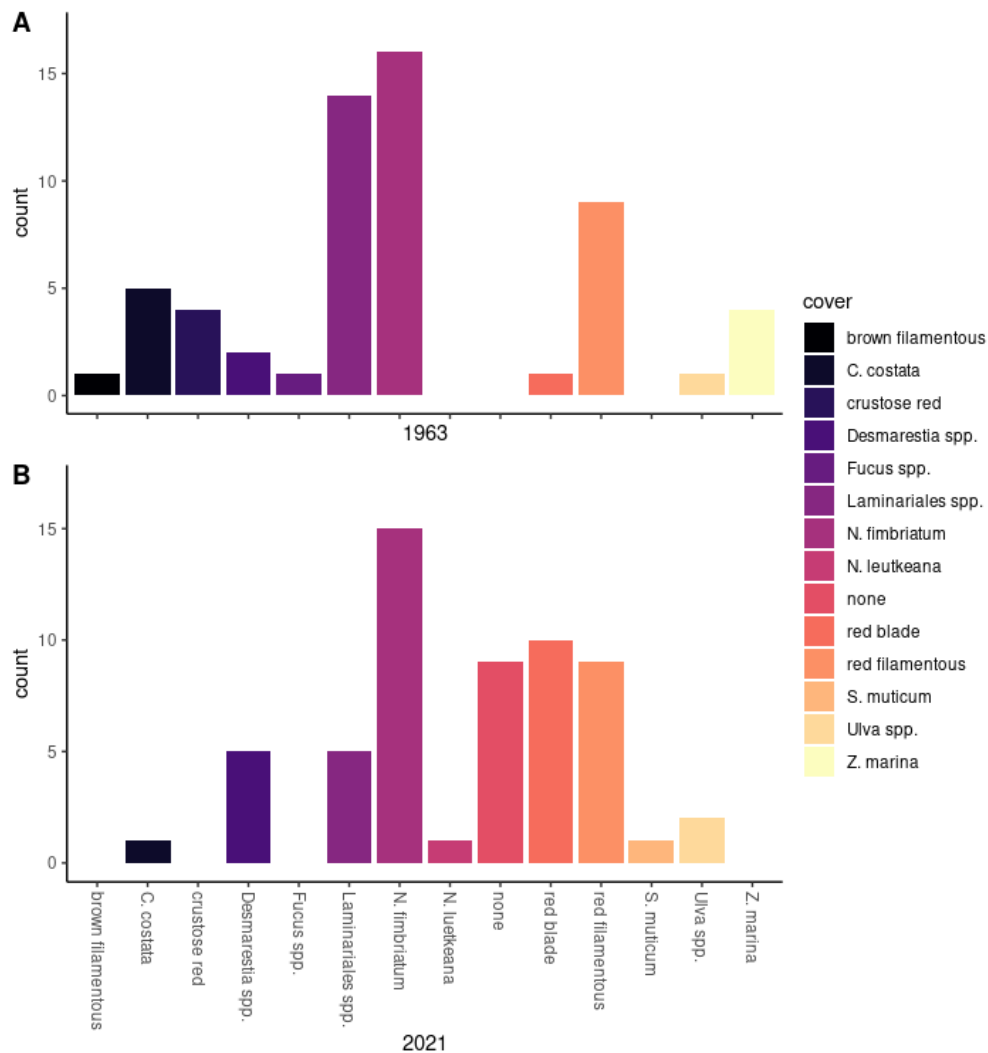 A
15
10
5
0
count
1963
B
15
10
5
0
count
brown filamentous
C. costata
crustose red
Desmarestia spp.
Fucus spp.
Laminariales spp.
N. fimbriatum
N. luetkeana
none
red blade
red filamentous
S. muticum
Ulva spp.
Z. marina
2021
cover
brown filamentous
C. costata
crustose red
Desmarestia spp.
Fucus spp.
Laminariales spp.
N. fimbriatum
N. leutkeana
none
red blade
red filamentous
S. muticum
Ulva spp.
Z. marina